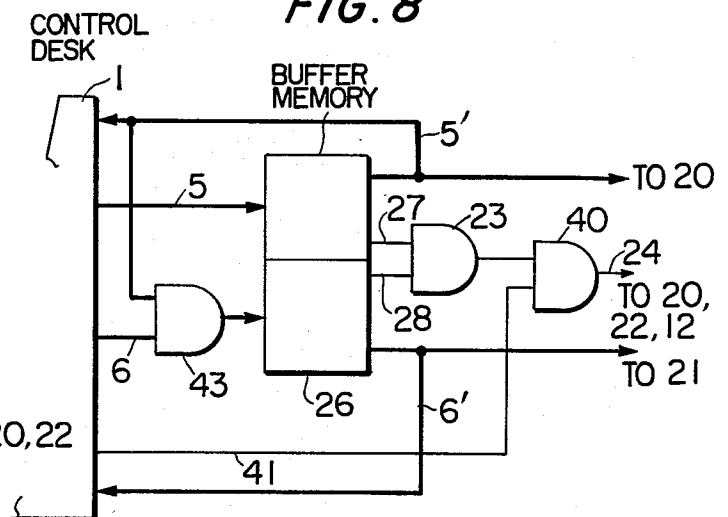 FIG. 8
CONTROL
DESK
1
BUFFER
MEMORY
5'
TO 20
5
27
23
40
24
28
TO 20,
22, 12
6
43
26
TO 21
6'
20, 22
41